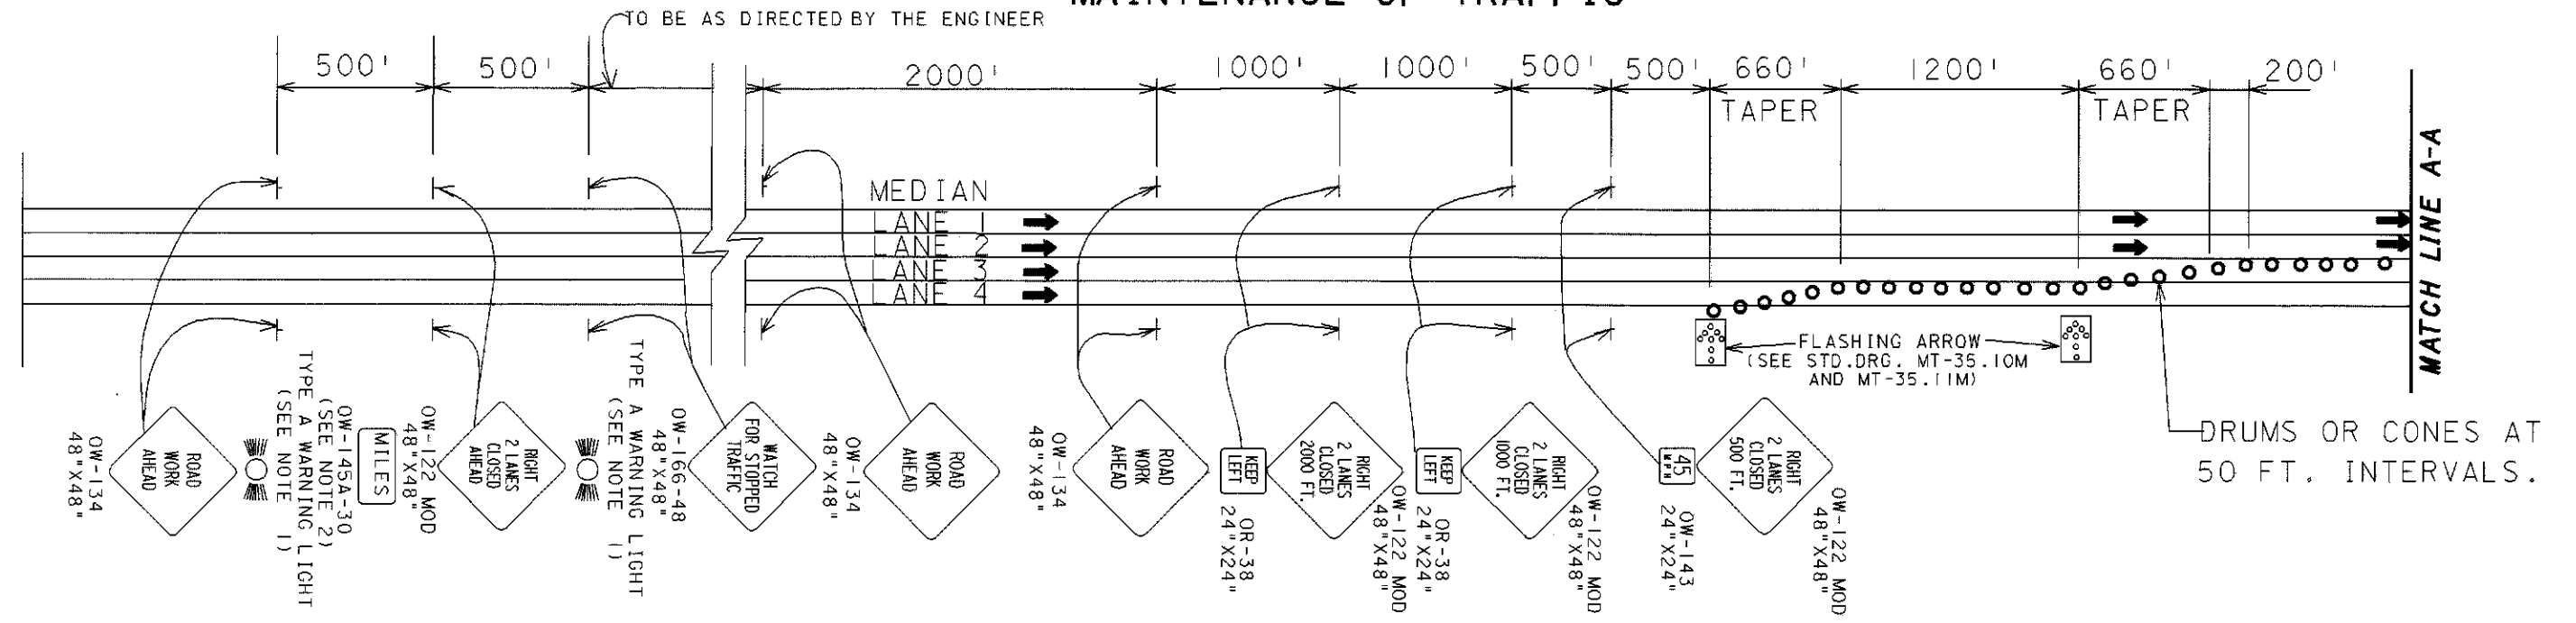 MAINTENANCE OF TRAFFIC
TO BE AS DIRECTED BY THE ENGINEER
500' 500' 2000' 1000' 1000' 500' 500' 660' 1200' 660' 200'
TAPER TAPER
MEDIAN
LANE 1
LANE 2
LANE 3
LANE 4
MATCH LINE A-A
FLASHING ARROW
(SEE STD.DRG. MT-35.10M
AND MT-35.11M)
DRUMS OR CONES AT
50 FT. INTERVALS.
ROAD
WORK
AHEAD
OW-134
48"X48"
TYPE A WARNING LIGHT
(SEE NOTE 1)
OW-145A-30
(SEE NOTE 2)
MILES
OW-122 MOD
48"X48"
RIGHT
2 LANES
CLOSED
AHEAD
TYPE A WARNING LIGHT
(SEE NOTE 1)
OW-166-48
48"X48"
WATCH
FOR STOPPED
TRAFFIC
OW-134
48"X48"
ROAD
WORK
AHEAD
OW-134
48"X48"
ROAD
WORK
AHEAD
KEEP
LEFT
OR-38
24"X24"
RIGHT
2 LANES
CLOSED
2000 FT.
OW-122 MOD
48"X48"
KEEP
LEFT
OR-38
24"X24"
RIGHT
2 LANES
CLOSED
1000 FT.
OW-122 MOD
48"X48"
45
MPH
OW-143
24"X24"
RIGHT
2 LANES
CLOSED
500 FT.
OW-122 MOD
48"X48"